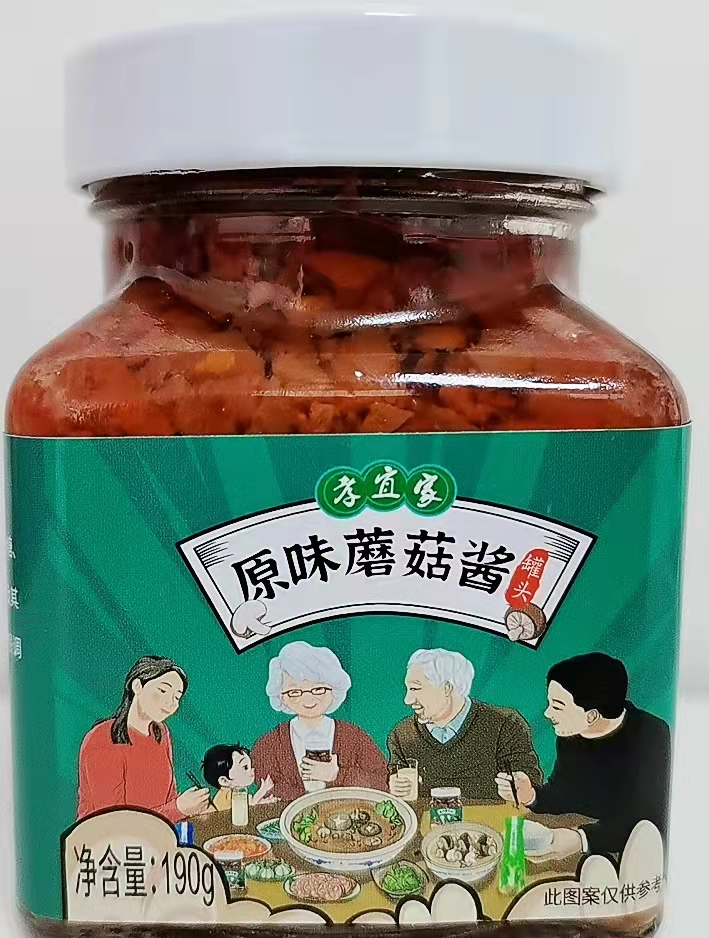 孝宜家
原味蘑菇酱
罐头
净含量:190g
此图案仅供参考